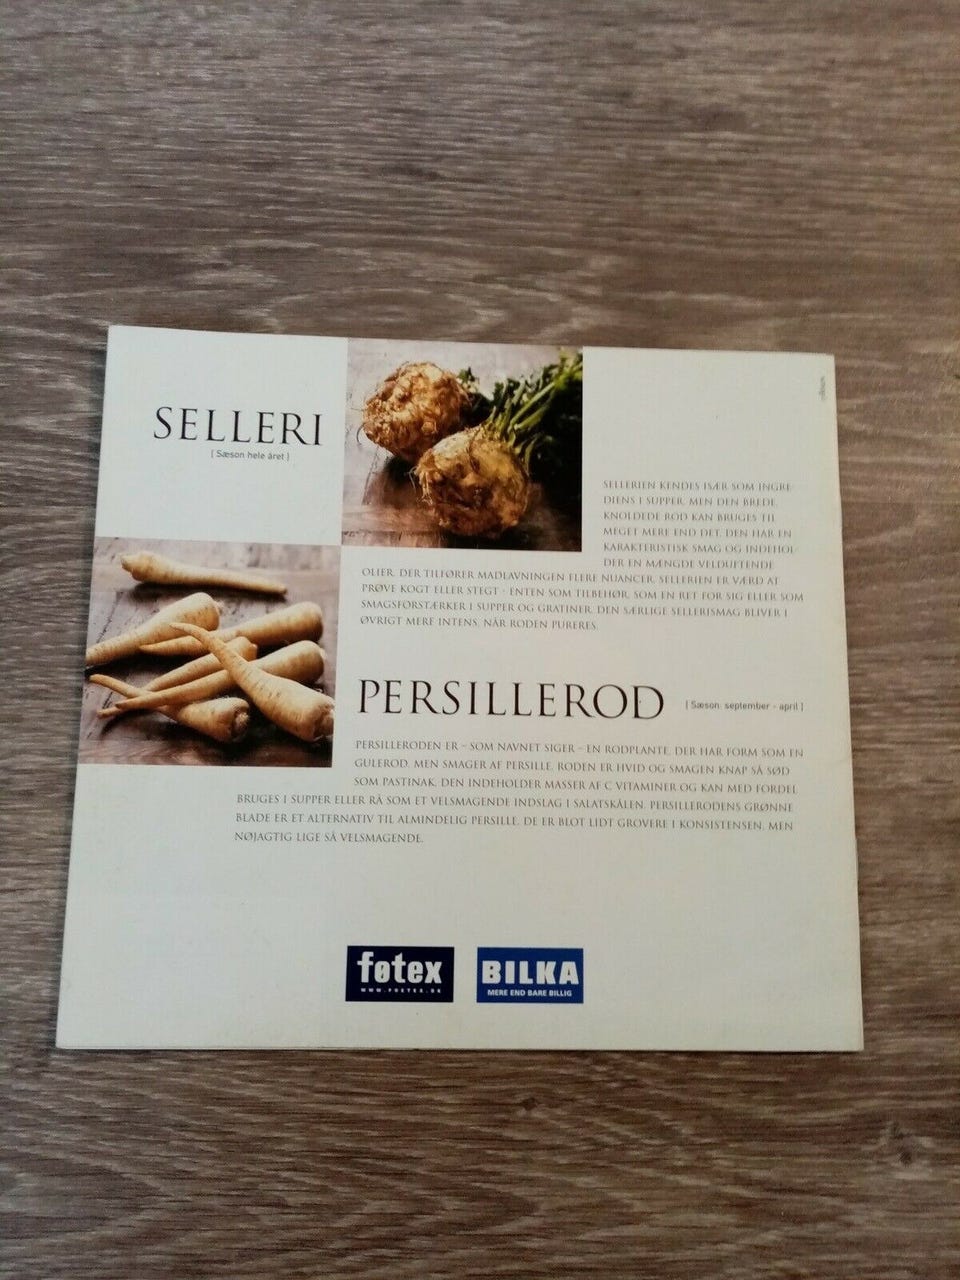 SELLERI
[ Sæson hele året ]
SELLERIEN KENDES ISÆR SOM INGRE-
DIENS I SUPPER, MEN DEN BREDE,
KNOLDEDE ROD KAN BRUGES TIL
MEGET MERE END DET. DEN HAR EN
KARAKTERISTISK SMAG OG INDEHOL-
DER EN MÆNGDE VELDUFTENDE
OLIER, DER TILFØRER MADLAVNINGEN FLERE NUANCER. SELLERIEN ER VÆRD AT
PRØVE KOGT ELLER STEGT - ENTEN SOM TILBEHØR, SOM EN RET FOR SIG ELLER SOM
SMAGSFORSTÆRKER I SUPPER OG GRATINER. DEN SÆRLIGE SELLERISMAG BLIVER I
ØVRIGT MERE INTENS, NÅR RODEN PURERES.
PERSILLEROD
[ Sæson: september - april ]
PERSILLERODEN ER – SOM NAVNET SIGER – EN RODPLANTE, DER HAR FORM SOM EN
GULEROD, MEN SMAGER AF PERSILLE. RODEN ER HVID OG SMAGEN KNAP SÅ SØD
SOM PASTINAK. DEN INDEHOLDER MASSER AF C VITAMINER OG KAN MED FORDEL
BRUGES I SUPPER ELLER RÅ SOM ET VELSMAGENDE INDSLAG I SALATSKÅLEN. PERSILLERODENS GRØNNE
BLADE ER ET ALTERNATIV TIL ALMINDELIG PERSILLE. DE ER BLOT LIDT GROVERE I KONSISTENSEN, MEN
NØJAGTIG LIGE SÅ VELSMAGENDE.
føtex
WWW.FOETEX.DK
BILKA
MERE END BARE BILLIG